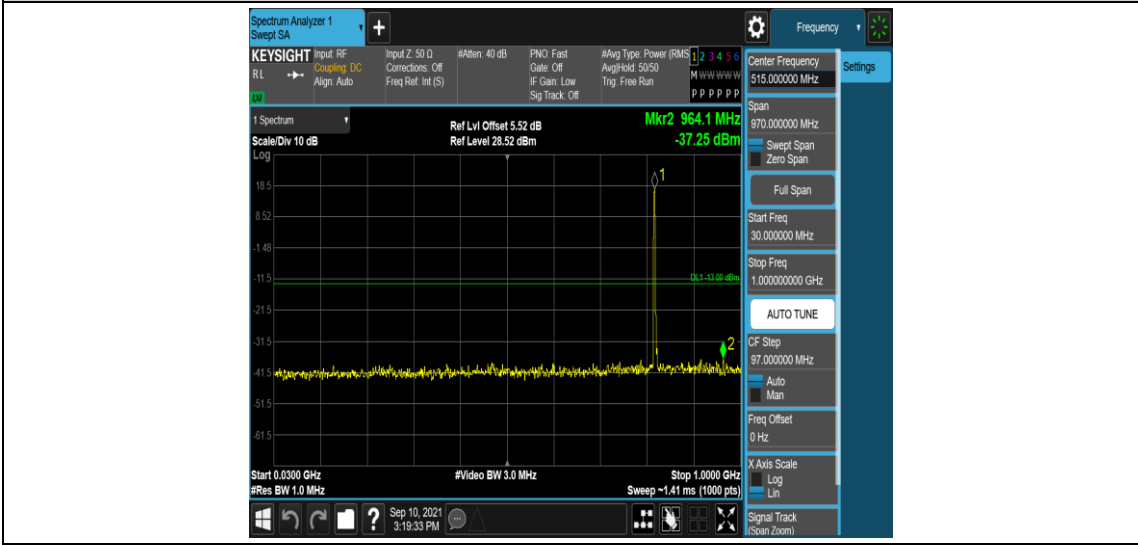 Spectrum Analyzer 1
Swept SA
+
Frequency
KEYSIGHT
RL
LM
Input: RF
Coupling: DC
Align: Auto
Input Z: 50 Ω
Corrections: Off
Freq Ref: Int (S)
#Atten: 40 dB
PNO: Fast
Gate: Off
IF Gain: Low
Sig Track: Off
#Avg Type: Power (RMS
Avg|Hold: 50/50
Trig: Free Run
1 2 3 4 5 6
M W W W W W
P P P P P P
1 Spectrum
Scale/Div 10 dB
Log
Ref Lvl Offset 5.52 dB
Ref Level 28.52 dBm
Mkr2 964.1 MHz
-37.25 dBm
1
18.5
8.52
-1.48
-11.5
DL1 -13.00 dBm
-21.5
-31.5
2
-41.5
-51.5
-61.5
Start 0.0300 GHz
#Res BW 1.0 MHz
#Video BW 3.0 MHz
Stop 1.0000 GHz
Sweep ~1.41 ms (1000 pts)
Sep 10, 2021
3:19:33 PM
?
Center Frequency
515.000000 MHz
Settings
Span
970.000000 MHz
Swept Span
Zero Span
Full Span
Start Freq
30.000000 MHz
Stop Freq
1.000000000 GHz
AUTO TUNE
CF Step
97.000000 MHz
Auto
Man
Freq Offset
0 Hz
X Axis Scale
Log
Lin
Signal Track
(Span Zoom)